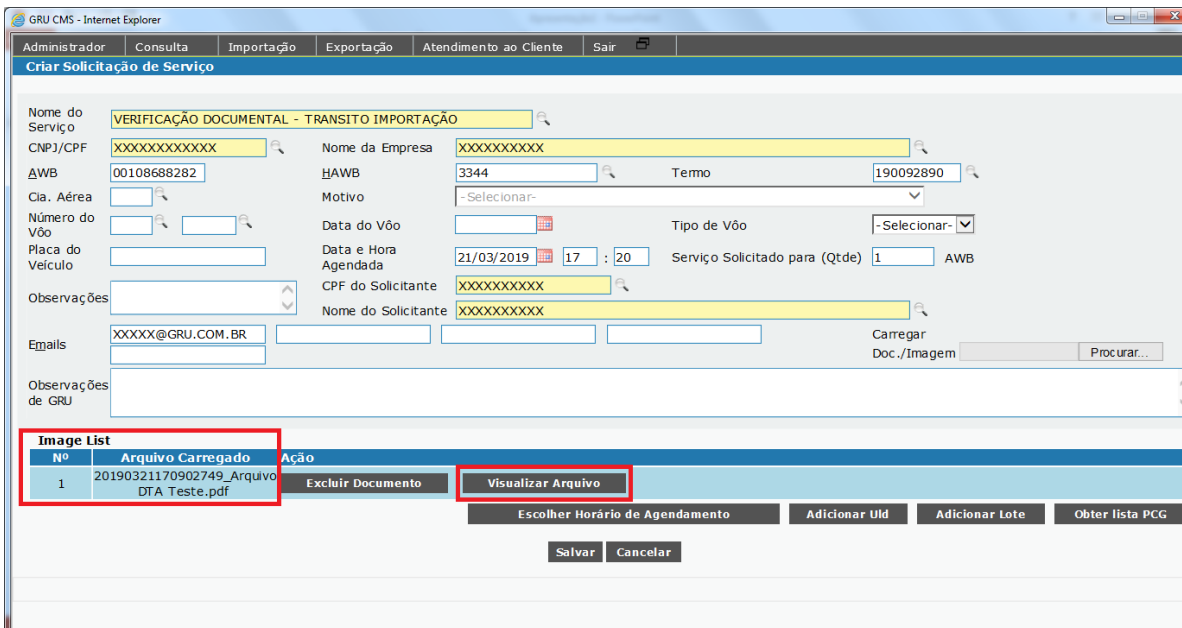 GRU CMS - Internet Explorer
Administrador Consulta Importação Exportação Atendimento ao Cliente Sair
Criar Solicitação de Serviço
Nome do Serviço VERIFICAÇÃO DOCUMENTAL - TRANSITO IMPORTAÇÃO
CNPJ/CPF XXXXXXXXXXXX Nome da Empresa XXXXXXXXXX
AWB 00108688282 HAWB 3344 Termo 190092890
Cia. Aérea Motivo -Selecionar-
Número do Vôo Data do Vôo Tipo de Vôo -Selecionar-
Placa do Veículo Data e Hora Agendada 21/03/2019 17 : 20 Serviço Solicitado para (Qtde) 1 AWB
Observações CPF do Solicitante XXXXXXXXXX
Nome do Solicitante XXXXXXXXXX
Emails XXXXX@GRU.COM.BR Carregar Doc./Imagem Procurar...
Observações de GRU
Image List
Nº Arquivo Carregado Ação
1 20190321170902749_Arquivo DTA Teste.pdf Excluir Documento Visualizar Arquivo
Escolher Horário de Agendamento Adicionar Uld Adicionar Lote Obter lista PCG
Salvar Cancelar